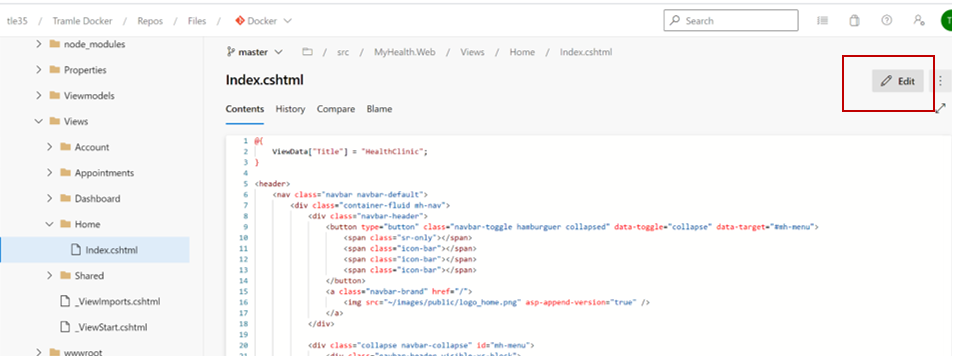 tle35 / Tramle Docker / Repos / Files / Docker
Search
T
node_modules
Properties
Viewmodels
Views
Account
Appointments
Dashboard
Home
Index.cshtml
Shared
_ViewImports.cshtml
_ViewStart.cshtml
wwwroot
master / src / MyHealth.Web / Views / Home / Index.cshtml
Index.cshtml
Edit
Contents History Compare Blame
1 @{
2 ViewData["Title"] = "HealthClinic";
3 }
4
5 <header>
6 <nav class="navbar navbar-default">
7 <div class="container-fluid mh-nav">
8 <div class="navbar-header">
9 <button type="button" class="navbar-toggle hamburguer collapsed" data-toggle="collapse" data-target="#mh-menu">
10 <span class="sr-only"></span>
11 <span class="icon-bar"></span>
12 <span class="icon-bar"></span>
13 <span class="icon-bar"></span>
14 </button>
15 <a class="navbar-brand" href="/">
16 <img src="~/images/public/logo_home.png" asp-append-version="true" />
17 </a>
18 </div>
19
20 <div class="collapse navbar-collapse" id="mh-menu">
21 <div class="navbar-header visible-xs-block">